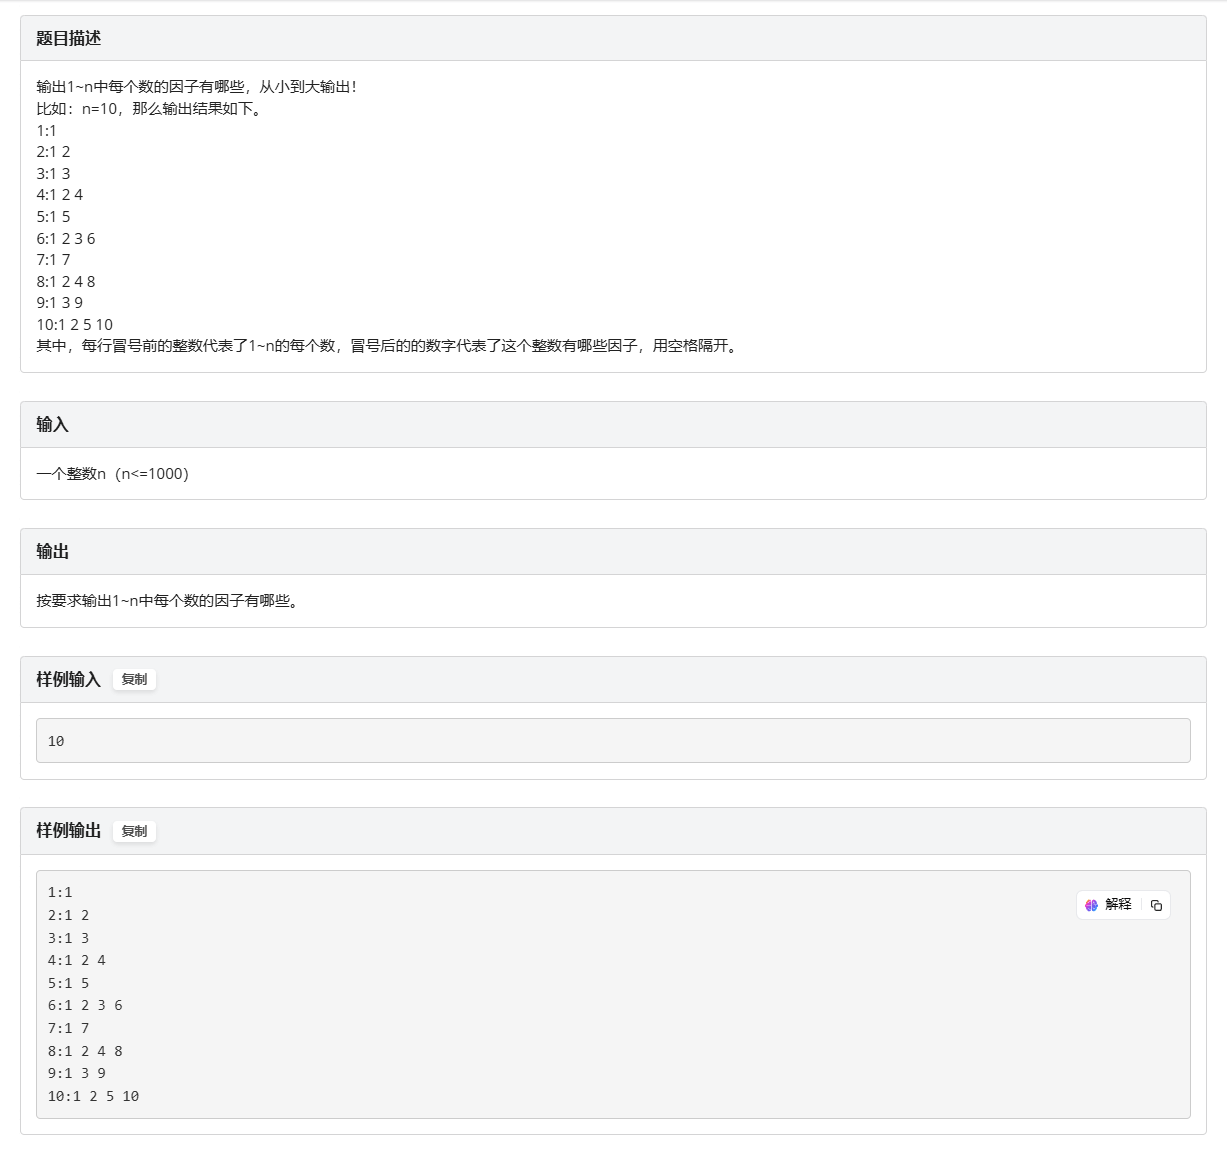 题目描述
输出1~n中每个数的因子有哪些，从小到大输出！
比如：n=10，那么输出结果如下。
1:1
2:1 2
3:1 3
4:1 2 4
5:1 5
6:1 2 3 6
7:1 7
8:1 2 4 8
9:1 3 9
10:1 2 5 10
其中，每行冒号前的整数代表了1~n的每个数，冒号后的的数字代表了这个整数有哪些因子，用空格隔开。
输入
一个整数n（n<=1000）
输出
按要求输出1~n中每个数的因子有哪些。
样例输入 复制
10
样例输出 复制
1:1
解释
2:1 2
3:1 3
4:1 2 4
5:1 5
6:1 2 3 6
7:1 7
8:1 2 4 8
9:1 3 9
10:1 2 5 10